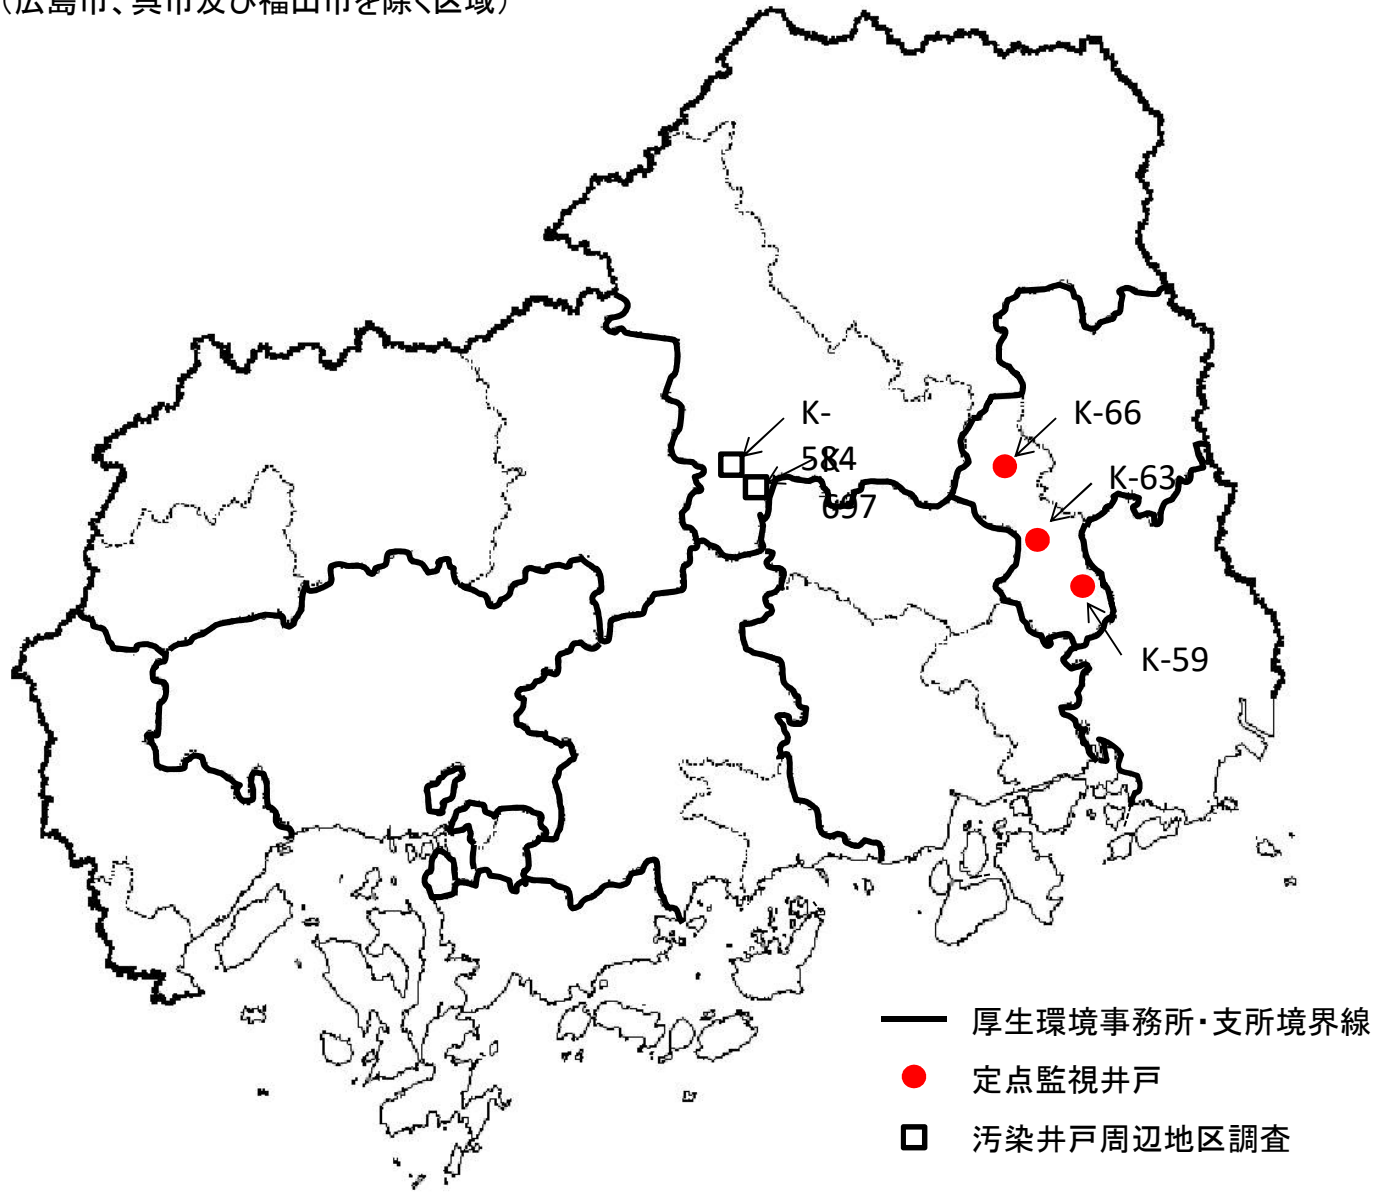 （広島市、呉市及び福山市を除く区域）
K-
584
K-
697
K-66
K-63
K-59
厚生環境事務所・支所境界線
定点監視井戸
汚染井戸周辺地区調査